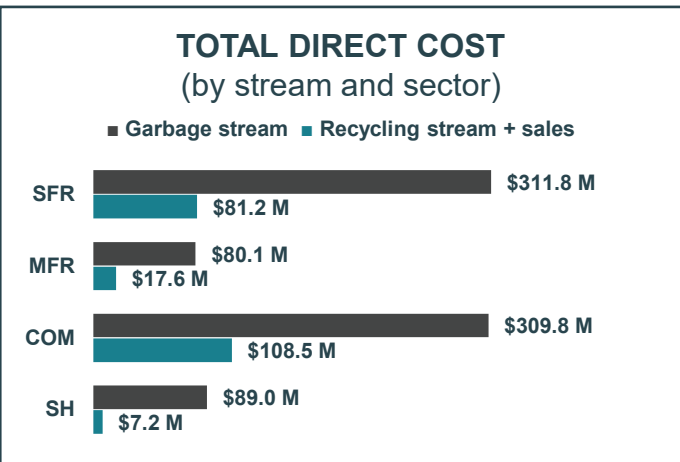 TOTAL DIRECT COST
(by stream and sector)
Garbage stream Recycling stream + sales
SFR
$311.8 M
$81.2 M
MFR
$80.1 M
$17.6 M
COM
$309.8 M
$108.5 M
SH
$89.0 M
$7.2 M